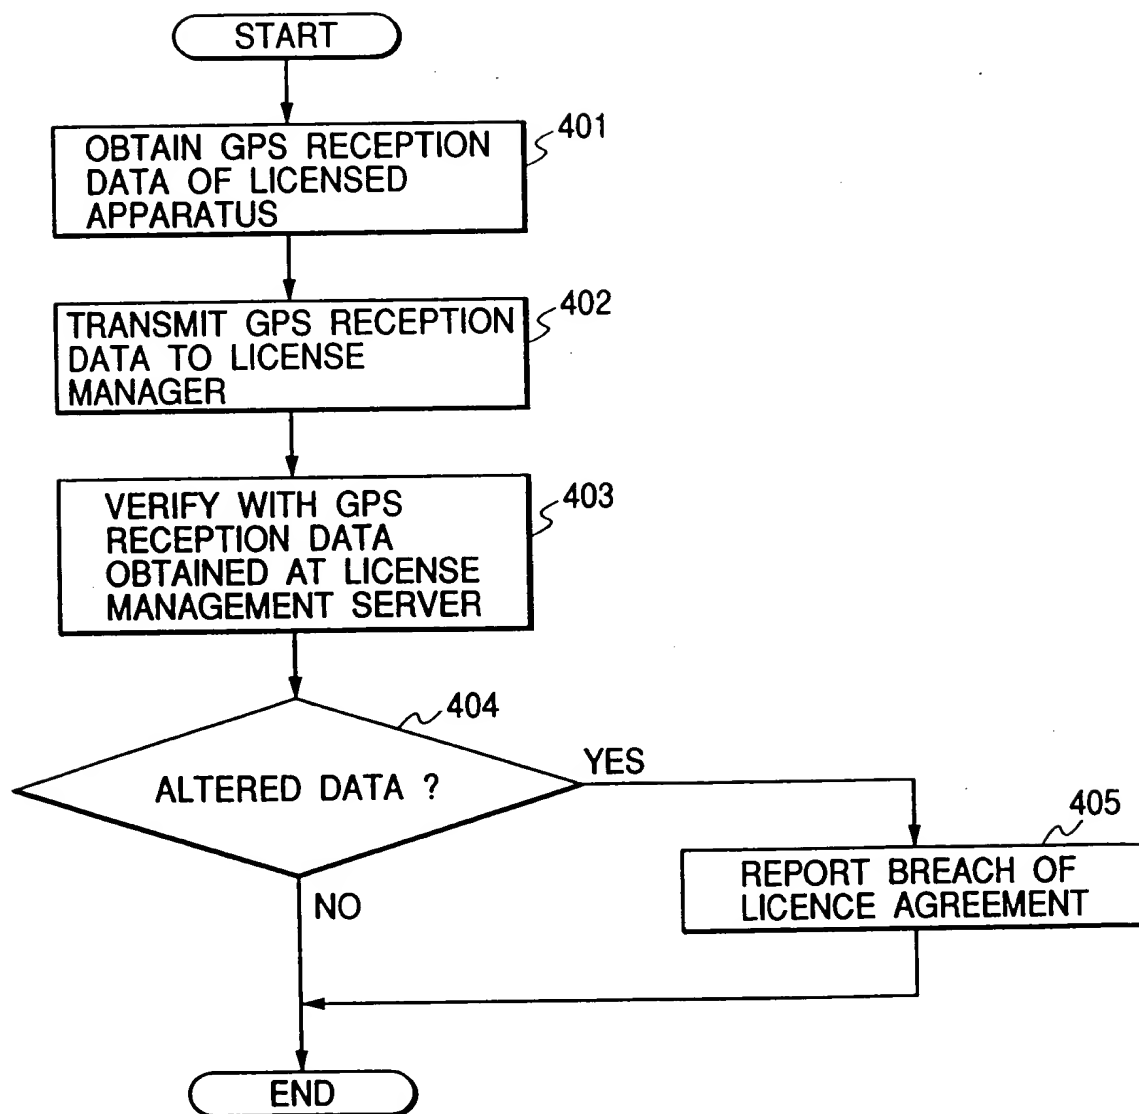 START
401
OBTAIN GPS RECEPTION
DATA OF LICENSED
APPARATUS
402
TRANSMIT GPS RECEPTION
DATA TO LICENSE
MANAGER
403
VERIFY WITH GPS
RECEPTION DATA
OBTAINED AT LICENSE
MANAGEMENT SERVER
404
ALTERED DATA ?
YES
405
REPORT BREACH OF
LICENCE AGREEMENT
NO
END